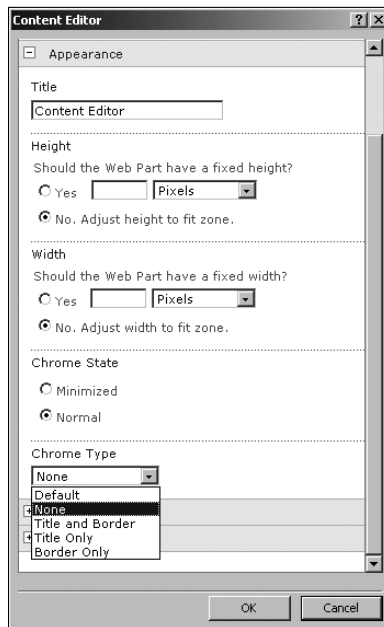 Content Editor
Appearance
Title
Content Editor
Height
Should the Web Part have a fixed height?
Yes Pixels
No. Adjust height to fit zone.
Width
Should the Web Part have a fixed width?
Yes Pixels
No. Adjust width to fit zone.
Chrome State
Minimized
Normal
Chrome Type
None
Default
None
Title and Border
Title Only
Border Only
OK Cancel